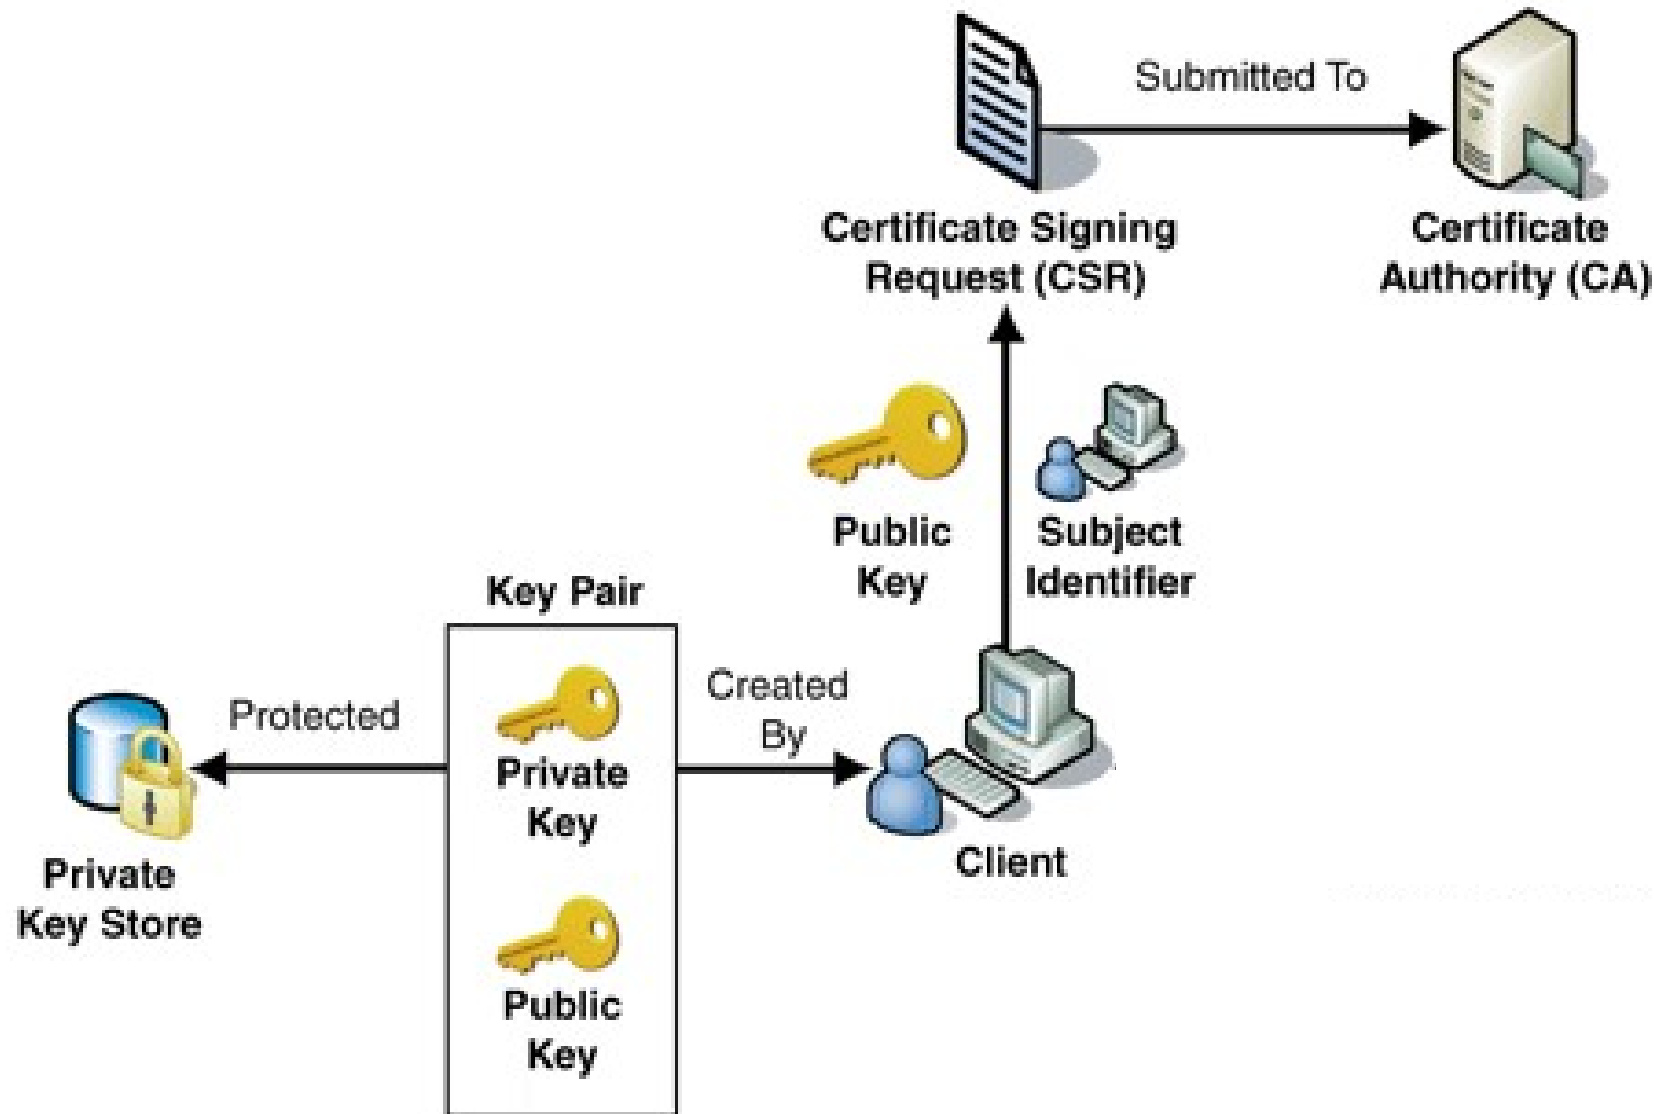 Submitted To
Certificate Signing
Request (CSR)
Certificate
Authority (CA)
Public
Key
Subject
Identifier
Key Pair
Protected
Created
By
Private
Key
Client
Private
Key Store
Public
Key